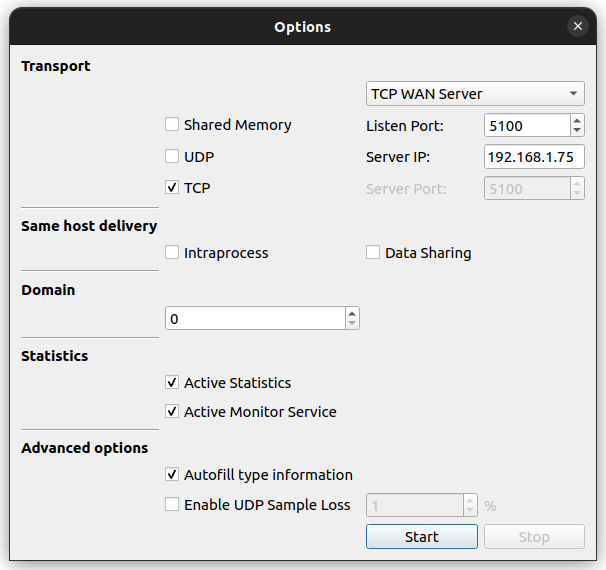 Options
Transport
TCP WAN Server
Shared Memory Listen Port: 5100
UDP Server IP: 192.168.1.75
TCP Server Port: 5100
Same host delivery
Intraprocess Data Sharing
Domain
0
Statistics
Active Statistics
Active Monitor Service
Advanced options
Autofill type information
Enable UDP Sample Loss 1 %
Start Stop